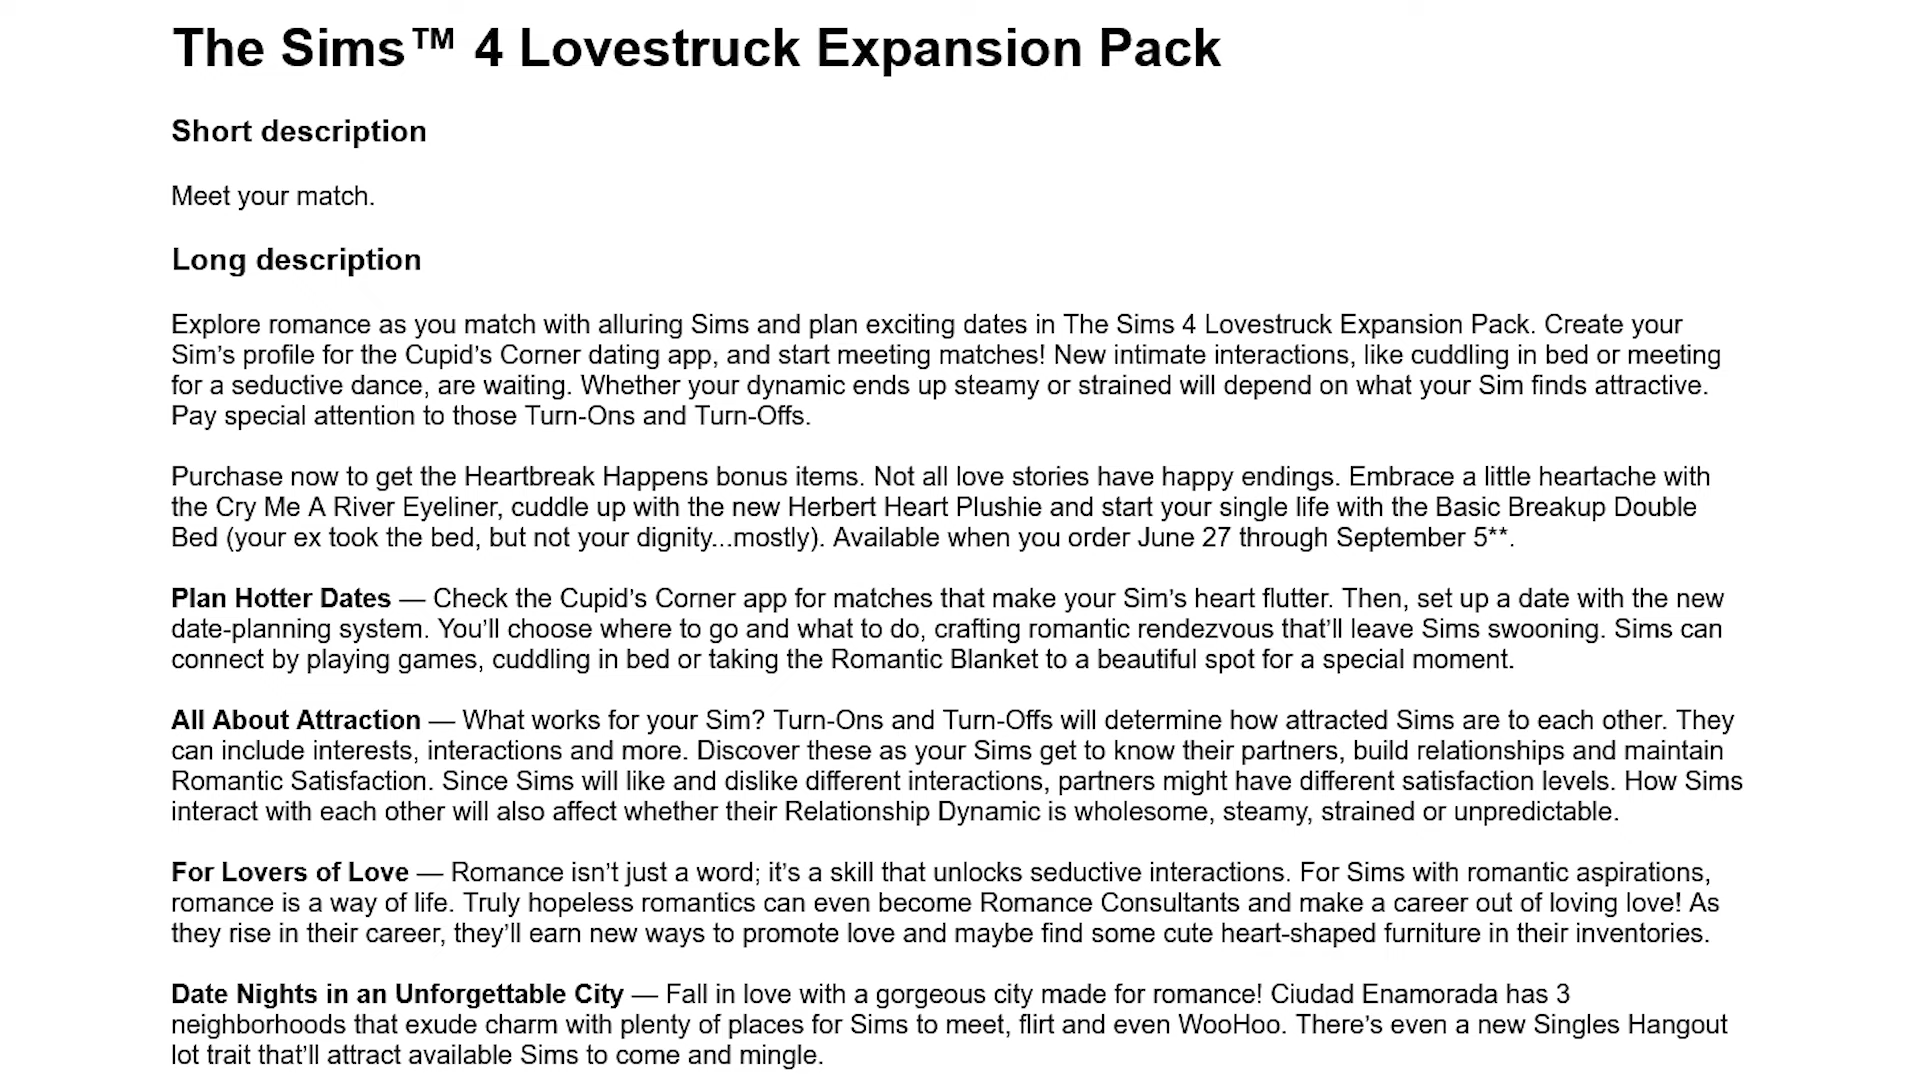 The Sims™ 4 Lovestruck Expansion Pack
Short description
Meet your match.
Long description
Explore romance as you match with alluring Sims and plan exciting dates in The Sims 4 Lovestruck Expansion Pack. Create your
Sim’s profile for the Cupid’s Corner dating app, and start meeting matches! New intimate interactions, like cuddling in bed or meeting
for a seductive dance, are waiting. Whether your dynamic ends up steamy or strained will depend on what your Sim finds attractive.
Pay special attention to those Turn-Ons and Turn-Offs.
Purchase now to get the Heartbreak Happens bonus items. Not all love stories have happy endings. Embrace a little heartache with
the Cry Me A River Eyeliner, cuddle up with the new Herbert Heart Plushie and start your single life with the Basic Breakup Double
Bed (your ex took the bed, but not your dignity...mostly). Available when you order June 27 through September 5**.
Plan Hotter Dates — Check the Cupid’s Corner app for matches that make your Sim’s heart flutter. Then, set up a date with the new
date-planning system. You’ll choose where to go and what to do, crafting romantic rendezvous that’ll leave Sims swooning. Sims can
connect by playing games, cuddling in bed or taking the Romantic Blanket to a beautiful spot for a special moment.
All About Attraction — What works for your Sim? Turn-Ons and Turn-Offs will determine how attracted Sims are to each other. They
can include interests, interactions and more. Discover these as your Sims get to know their partners, build relationships and maintain
Romantic Satisfaction. Since Sims will like and dislike different interactions, partners might have different satisfaction levels. How Sims
interact with each other will also affect whether their Relationship Dynamic is wholesome, steamy, strained or unpredictable.
For Lovers of Love — Romance isn’t just a word; it’s a skill that unlocks seductive interactions. For Sims with romantic aspirations,
romance is a way of life. Truly hopeless romantics can even become Romance Consultants and make a career out of loving love! As
they rise in their career, they’ll earn new ways to promote love and maybe find some cute heart-shaped furniture in their inventories.
Date Nights in an Unforgettable City — Fall in love with a gorgeous city made for romance! Ciudad Enamorada has 3
neighborhoods that exude charm with plenty of places for Sims to meet, flirt and even WooHoo. There’s even a new Singles Hangout
lot trait that’ll attract available Sims to come and mingle.